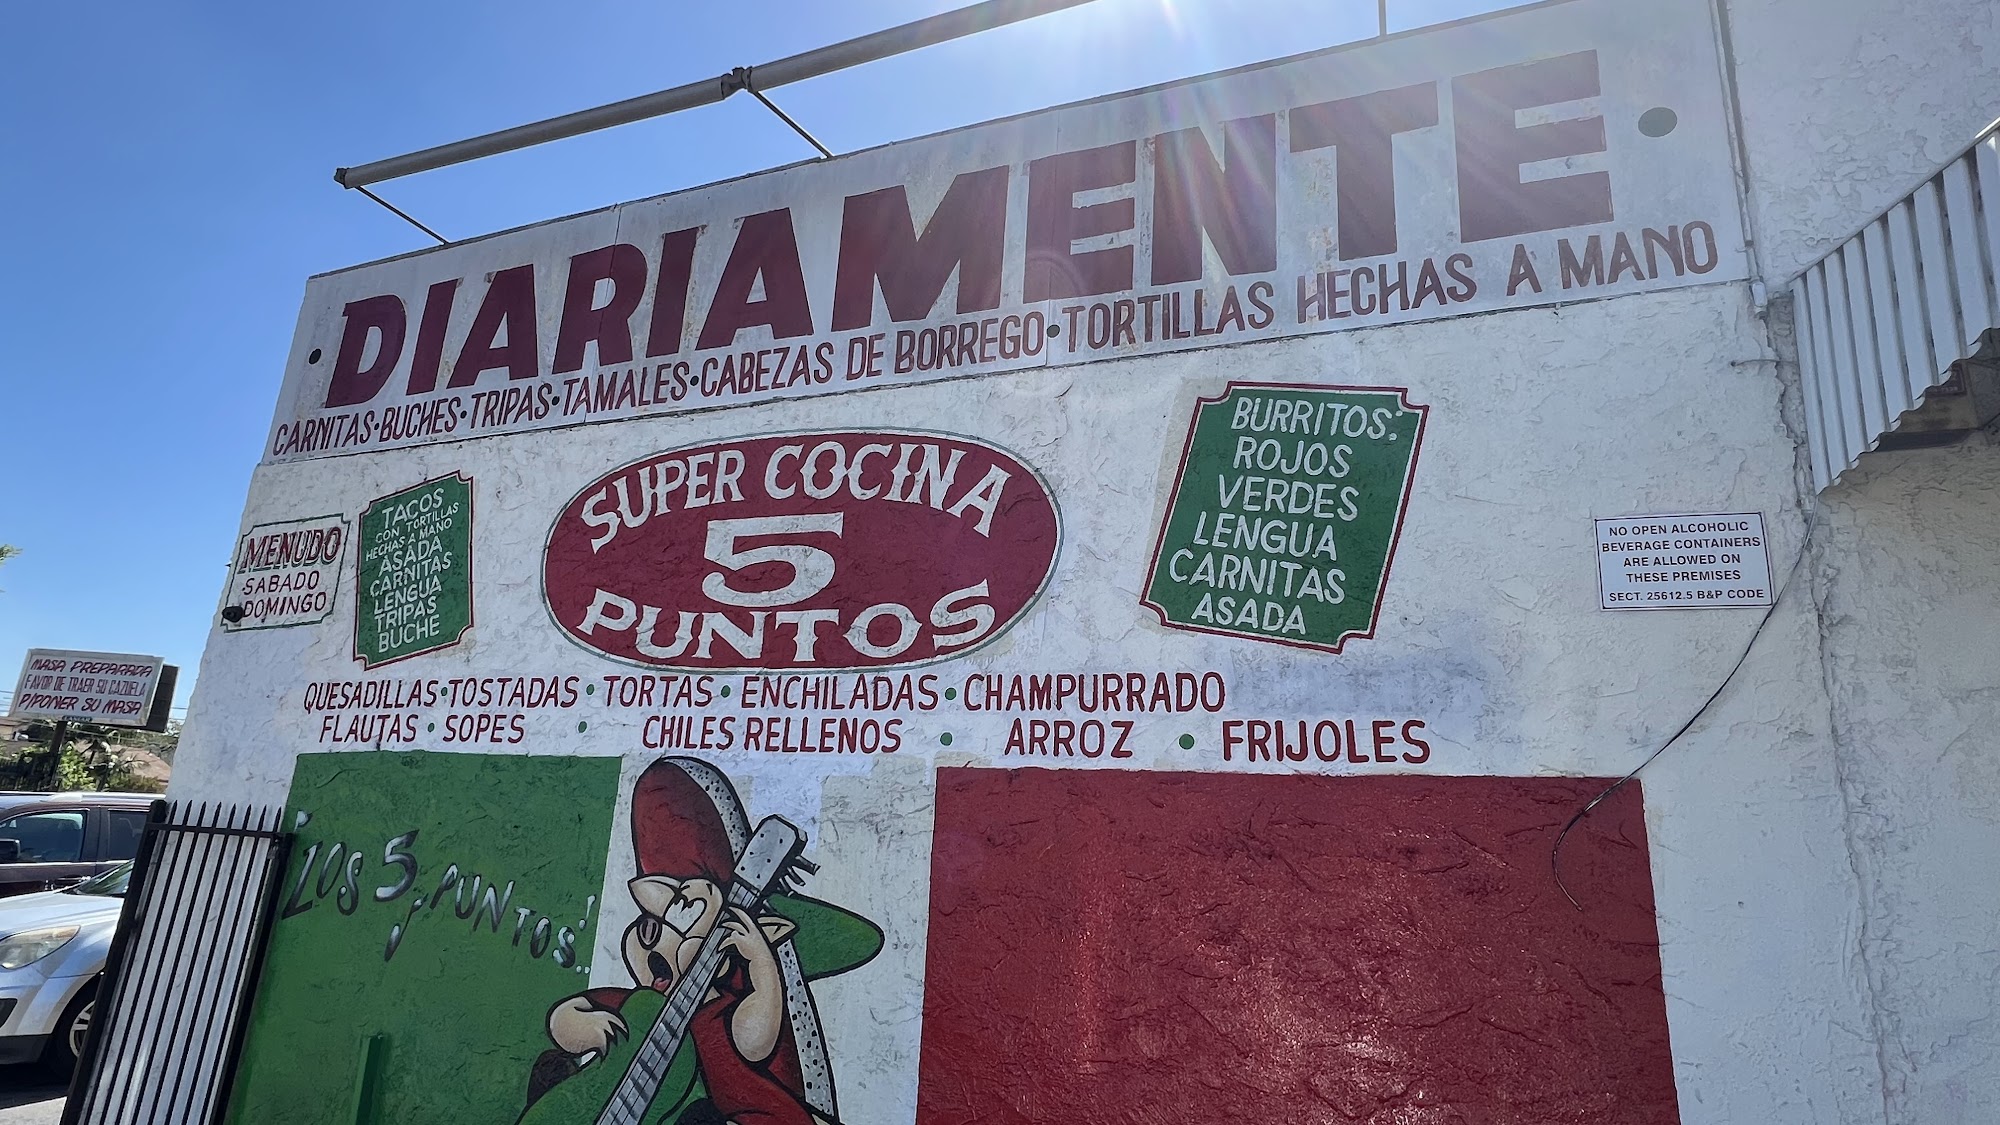 • DIARIAMENTE •
CARNITAS • BUCHES • TRIPAS • TAMALES • CABEZAS DE BORREGO • TORTILLAS HECHAS A MANO
MENUDO
SABADO
DOMINGO
TACOS
CON TORTILLAS
HECHAS A MANO
ASADA
CARNITAS
LENGUA
TRIPAS
BUCHE
SUPER COCINA
5
PUNTOS
BURRITOS:
ROJOS
VERDES
LENGUA
CARNITAS
ASADA
NO OPEN ALCOHOLIC
BEVERAGE CONTAINERS
ARE ALLOWED ON
THESE PREMISES
SECT. 25612.5 B&P CODE
QUESADILLAS • TOSTADAS • TORTAS • ENCHILADAS • CHAMPURRADO
FLAUTAS • SOPES • CHILES RELLENOS • ARROZ • FRIJOLES
MASA PREPARADA
FAVOR DE TRAER SU CAZUELA
P/PONER SU MASA
LOS 5 PUNTOS